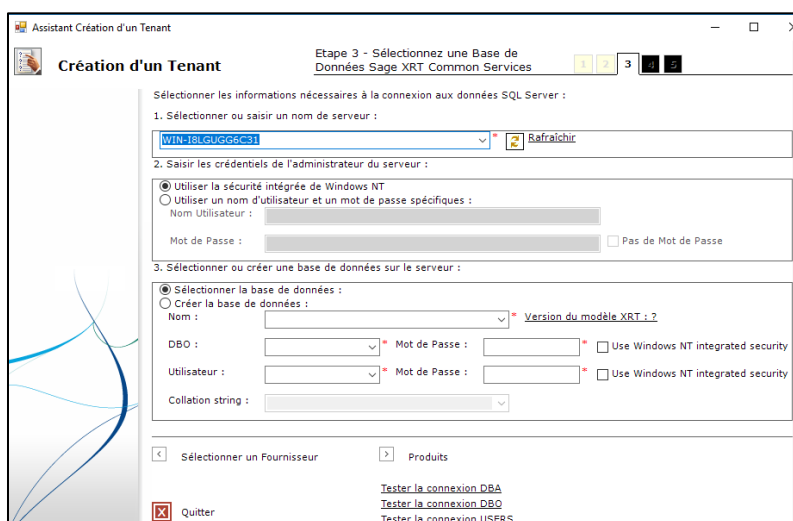 Assistant Création d'un Tenant
Création d'un Tenant
Etape 3 - Sélectionnez une Base de
Données Sage XRT Common Services
1 2 3 4 5
Sélectionner les informations nécessaires à la connexion aux données SQL Server :
1. Sélectionner ou saisir un nom de serveur :
WIN-I8LGUGG6C31 * Rafraîchir
2. Saisir les crédentiels de l'administrateur du serveur :
Utiliser la sécurité intégrée de Windows NT
Utiliser un nom d'utilisateur et un mot de passe spécifiques :
Nom Utilisateur :
Mot de Passe : Pas de Mot de Passe
3. Sélectionner ou créer une base de données sur le serveur :
Sélectionner la base de données :
Créer la base de données :
Nom : * Version du modèle XRT : ?
DBO : * Mot de Passe : * Use Windows NT integrated security
Utilisateur : * Mot de Passe : * Use Windows NT integrated security
Collation string :
< Sélectionner un Fournisseur > Produits
Tester la connexion DBA
X Quitter Tester la connexion DBO
Tester la connexion USERS